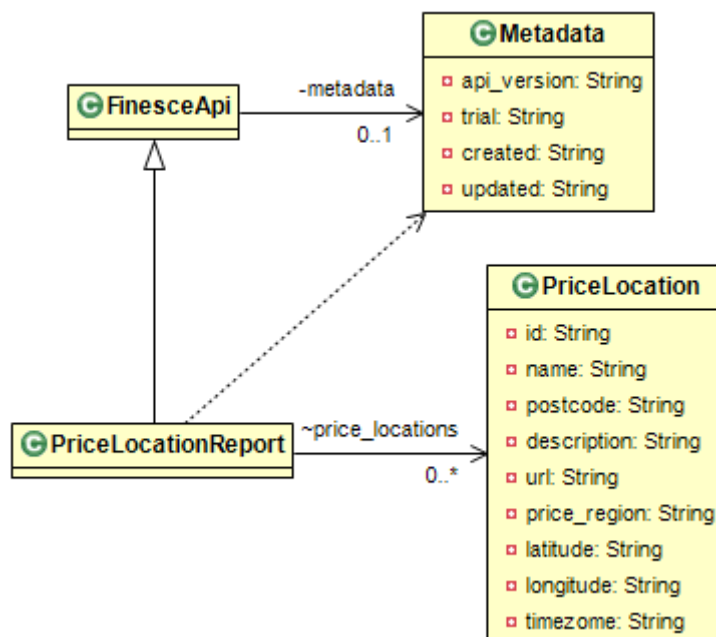 Metadata
api_version: String
trial: String
created: String
updated: String
FinesceApi
-metadata
0..1
PriceLocation
id: String
name: String
postcode: String
description: String
url: String
price_region: String
latitude: String
longitude: String
timezome: String
PriceLocationReport
~price_locations
0..*